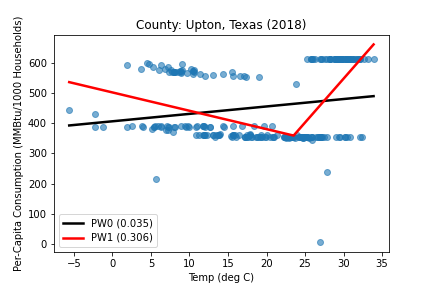 County: Upton, Texas (2018)
Per-Capita Consumption (MMBtu/1000 Households)
600
500
400
300
200
100
0
PW0 (0.035)
PW1 (0.306)
−5 0 5 10 15 20 25 30 35
Temp (deg C)